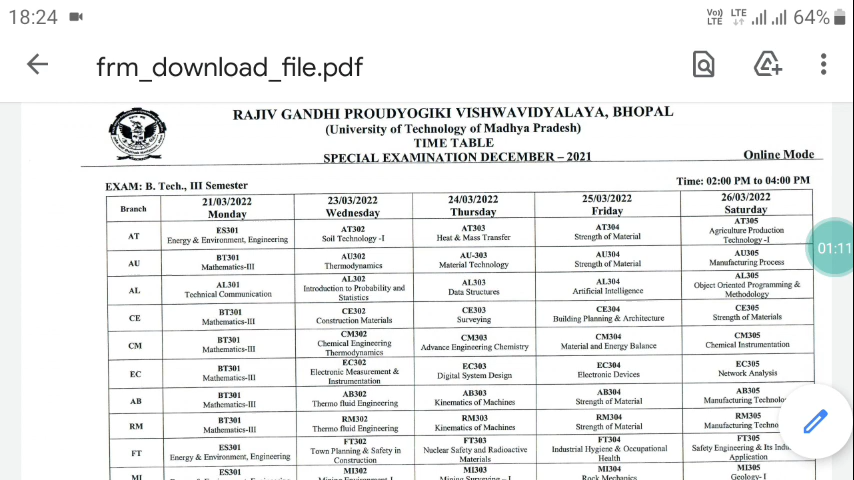 18:24
Vo)) LTE LTE 64%
frm_download_file.pdf
RAJIV GANDHI PROUDYOGIKI VISHWAVIDYALAYA, BHOPAL
(University of Technology of Madhya Pradesh)
TIME TABLE
SPECIAL EXAMINATION DECEMBER – 2021
Online Mode
EXAM: B. Tech., III Semester
Time: 02:00 PM to 04:00 PM
Branch 21/03/2022 Monday 23/03/2022 Wednesday 24/03/2022 Thursday 25/03/2022 Friday 26/03/2022 Saturday
AT ES301 Energy & Environment, Engineering AT302 Soil Technology -I AT303 Heat & Mass Transfer AT304 Strength of Material AT305 Agriculture Production Technology -I
AU BT301 Mathematics-III AU302 Thermodynamics AU-303 Material Technology AU304 Strength of Material AU305 Manufacturing Process
AL AL301 Technical Communication AL302 Introduction to Probability and Statistics AL303 Data Structures AL304 Artificial Intelligence AL305 Object Oriented Programming & Methodology
CE BT301 Mathematics-III CE302 Construction Materials CE303 Surveying CE304 Building Planning & Architecture CE305 Strength of Materials
CM BT301 Mathematics-III CM302 Chemical Engineering Thermodynamics CM303 Advance Engineering Chemistry CM304 Material and Energy Balance CM305 Chemical Instrumentation
EC BT301 Mathematics-III EC302 Electronic Measurement & Instrumentation EC303 Digital System Design EC304 Electronic Devices EC305 Network Analysis
AB BT301 Mathematics-III AB302 Thermo fluid Engineering AB303 Kinematics of Machines AB304 Strength of Material AB305 Manufacturing Technolo
RM BT301 Mathematics-III RM302 Thermo fluid Engineering RM303 Kinematics of Machines RM304 Strength of Material RM305 Manufacturing Techno
FT ES301 Energy & Environment, Engineering FT302 Town Planning & Safety in Construction FT303 Nuclear Safety and Radioactive Materials FT304 Industrial Hygiene & Occupational Health FT305 Safety Engineering & Its Indu Application
MI ES301 MI302 MI303 MI304 Rock Mechanics MI305 Geology- I
01:11